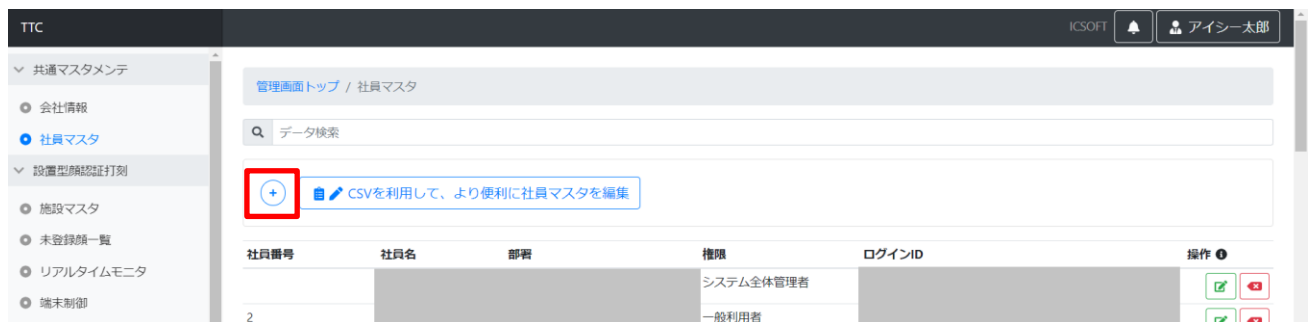 TTC
ICSOFT アイシー太郎
共通マスタメンテ
会社情報
社員マスタ
設置型顔認証打刻
施設マスタ
未登録顔一覧
リアルタイムモニタ
端末制御
管理画面トップ / 社員マスタ
データ検索
+ CSVを利用して、より便利に社員マスタを編集
社員番号 社員名 部署 権限 ログインID 操作
システム全体管理者
2 一般利用者